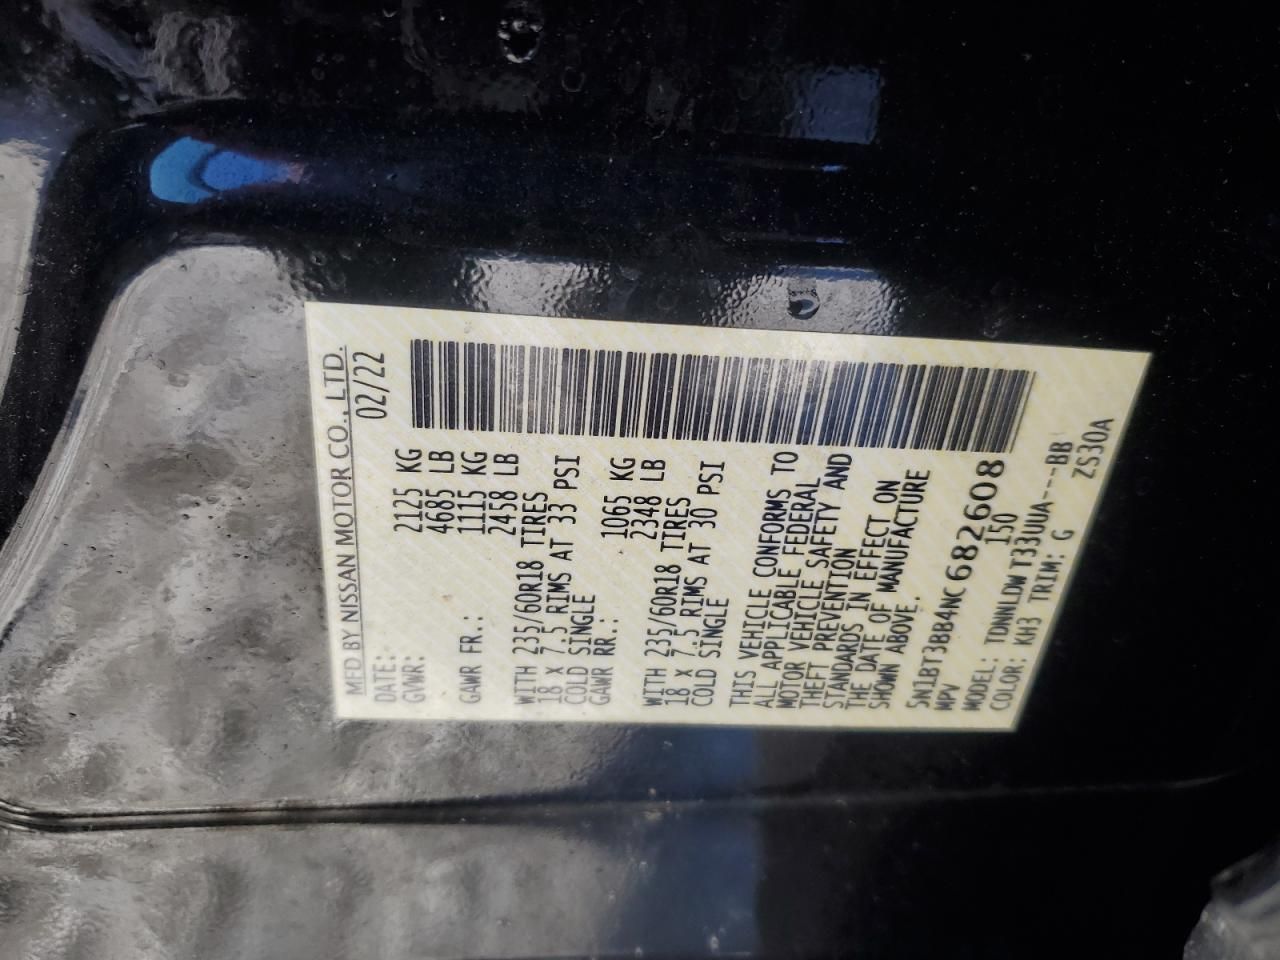 MFD BY NISSAN MOTOR CO., LTD.
DATE: 02/22
GVWR: 2125 KG
4685 LB
GAWR FR.: 1115 KG
2458 LB
WITH 235/60R18 TIRES
18 X 7.5 RIMS AT 33 PSI
COLD SINGLE
GAWR RR.: 1065 KG
2348 LB
WITH 235/60R18 TIRES
18 X 7.5 RIMS AT 30 PSI
COLD SINGLE
THIS VEHICLE CONFORMS TO
ALL APPLICABLE FEDERAL
MOTOR VEHICLE SAFETY AND
THEFT PREVENTION
STANDARDS IN EFFECT ON
THE DATE OF MANUFACTURE
SHOWN ABOVE.
5N1BT3BB4NC682608
MPV 150
MODEL: TDNNLDW T33UUA---BB
COLOR: KH3 TRIM: G ZS30A